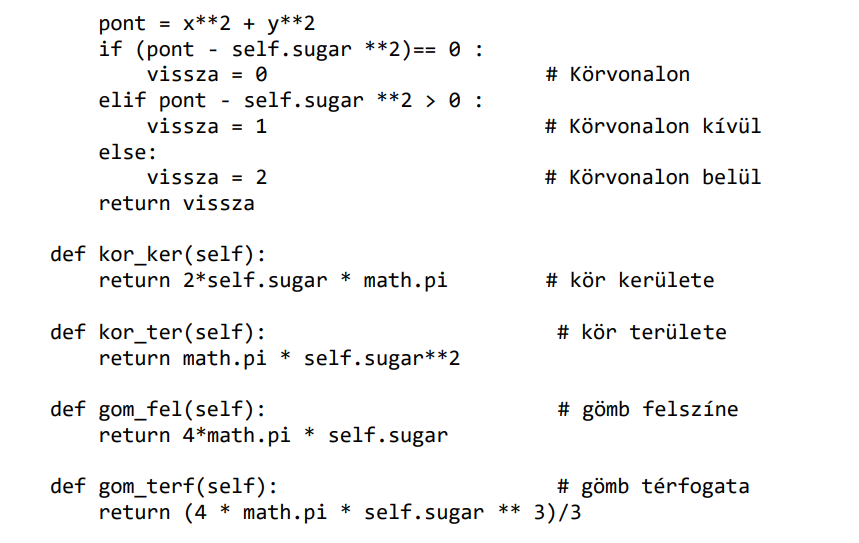 pont = x**2 + y**2
if (pont - self.sugar **2)== 0 :
vissza = 0 # Körvonalon
elif pont - self.sugar **2 > 0 :
vissza = 1 # Körvonalon kívül
else:
vissza = 2 # Körvonalon belül
return vissza
def kor_ker(self):
return 2*self.sugar * math.pi # kör kerülete
def kor_ter(self): # kör területe
return math.pi * self.sugar**2
def gom_fel(self): # gömb felszíne
return 4*math.pi * self.sugar
def gom_terf(self): # gömb térfogata
return (4 * math.pi * self.sugar ** 3)/3